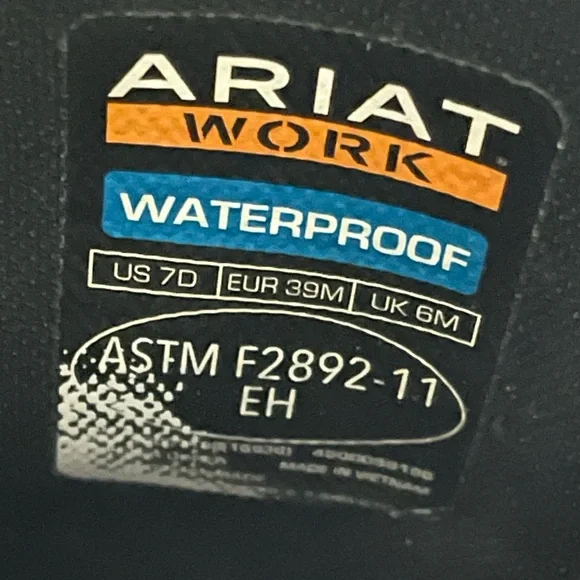 ARIAT
WORK
WATERPROOF
US 7D EUR 39M UK 6M
ASTM F2892-11
EH
MADE IN VIETNAM